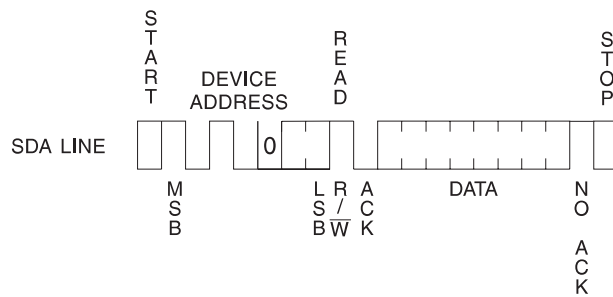 START
DEVICE
ADDRESS
READ
STOP
SDA LINE
0
MSB
LSB
R/W
ACK
DATA
NO ACK